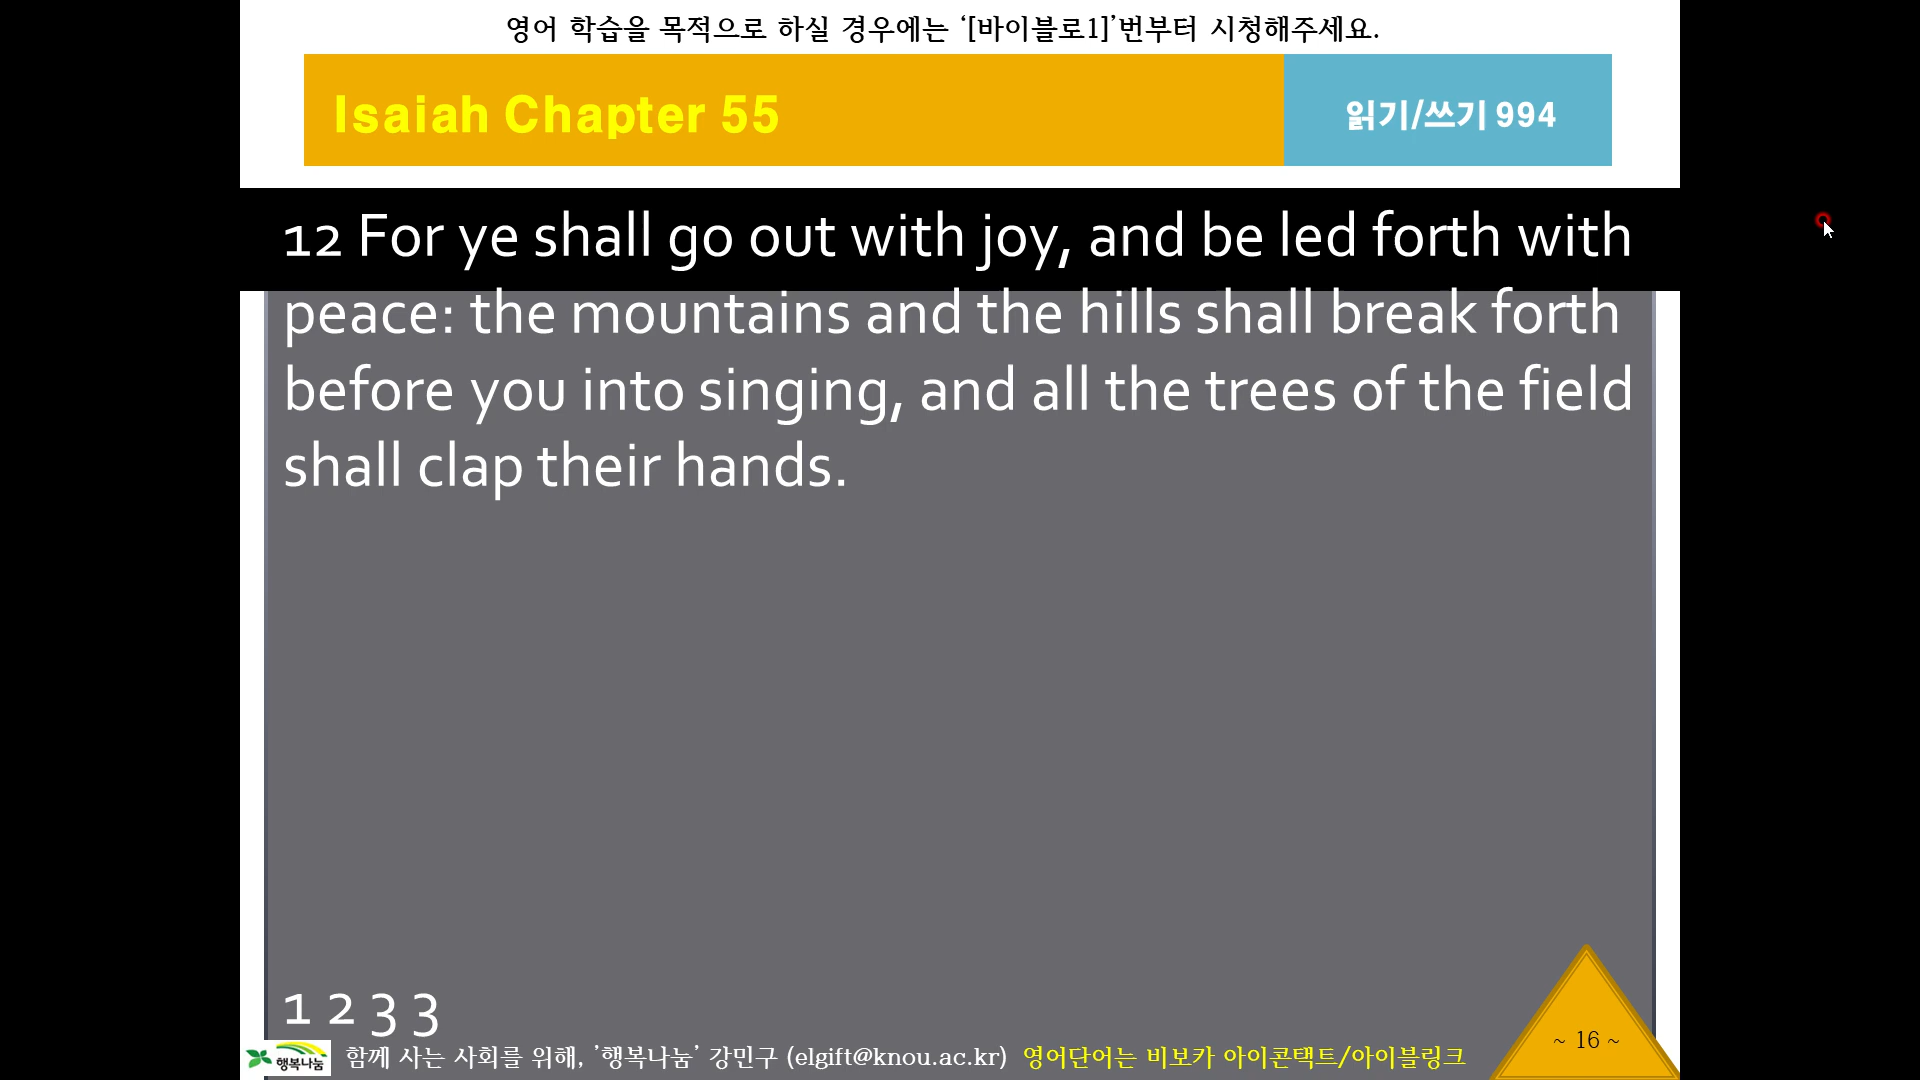 영어 학습을 목적으로 하실 경우에는 ‘[바이블로1]’번부터 시청해주세요.
Isaiah Chapter 55
읽기/쓰기 994
12 For ye shall go out with joy, and be led forth with
peace: the mountains and the hills shall break forth
before you into singing, and all the trees of the field
shall clap their hands.
1 2 3 3
~ 16 ~
행복나눔
함께 사는 사회를 위해, ’행복나눔’ 강민구 (elgift@knou.ac.kr) 영어단어는 비보카 아이콘택트/아이블링크